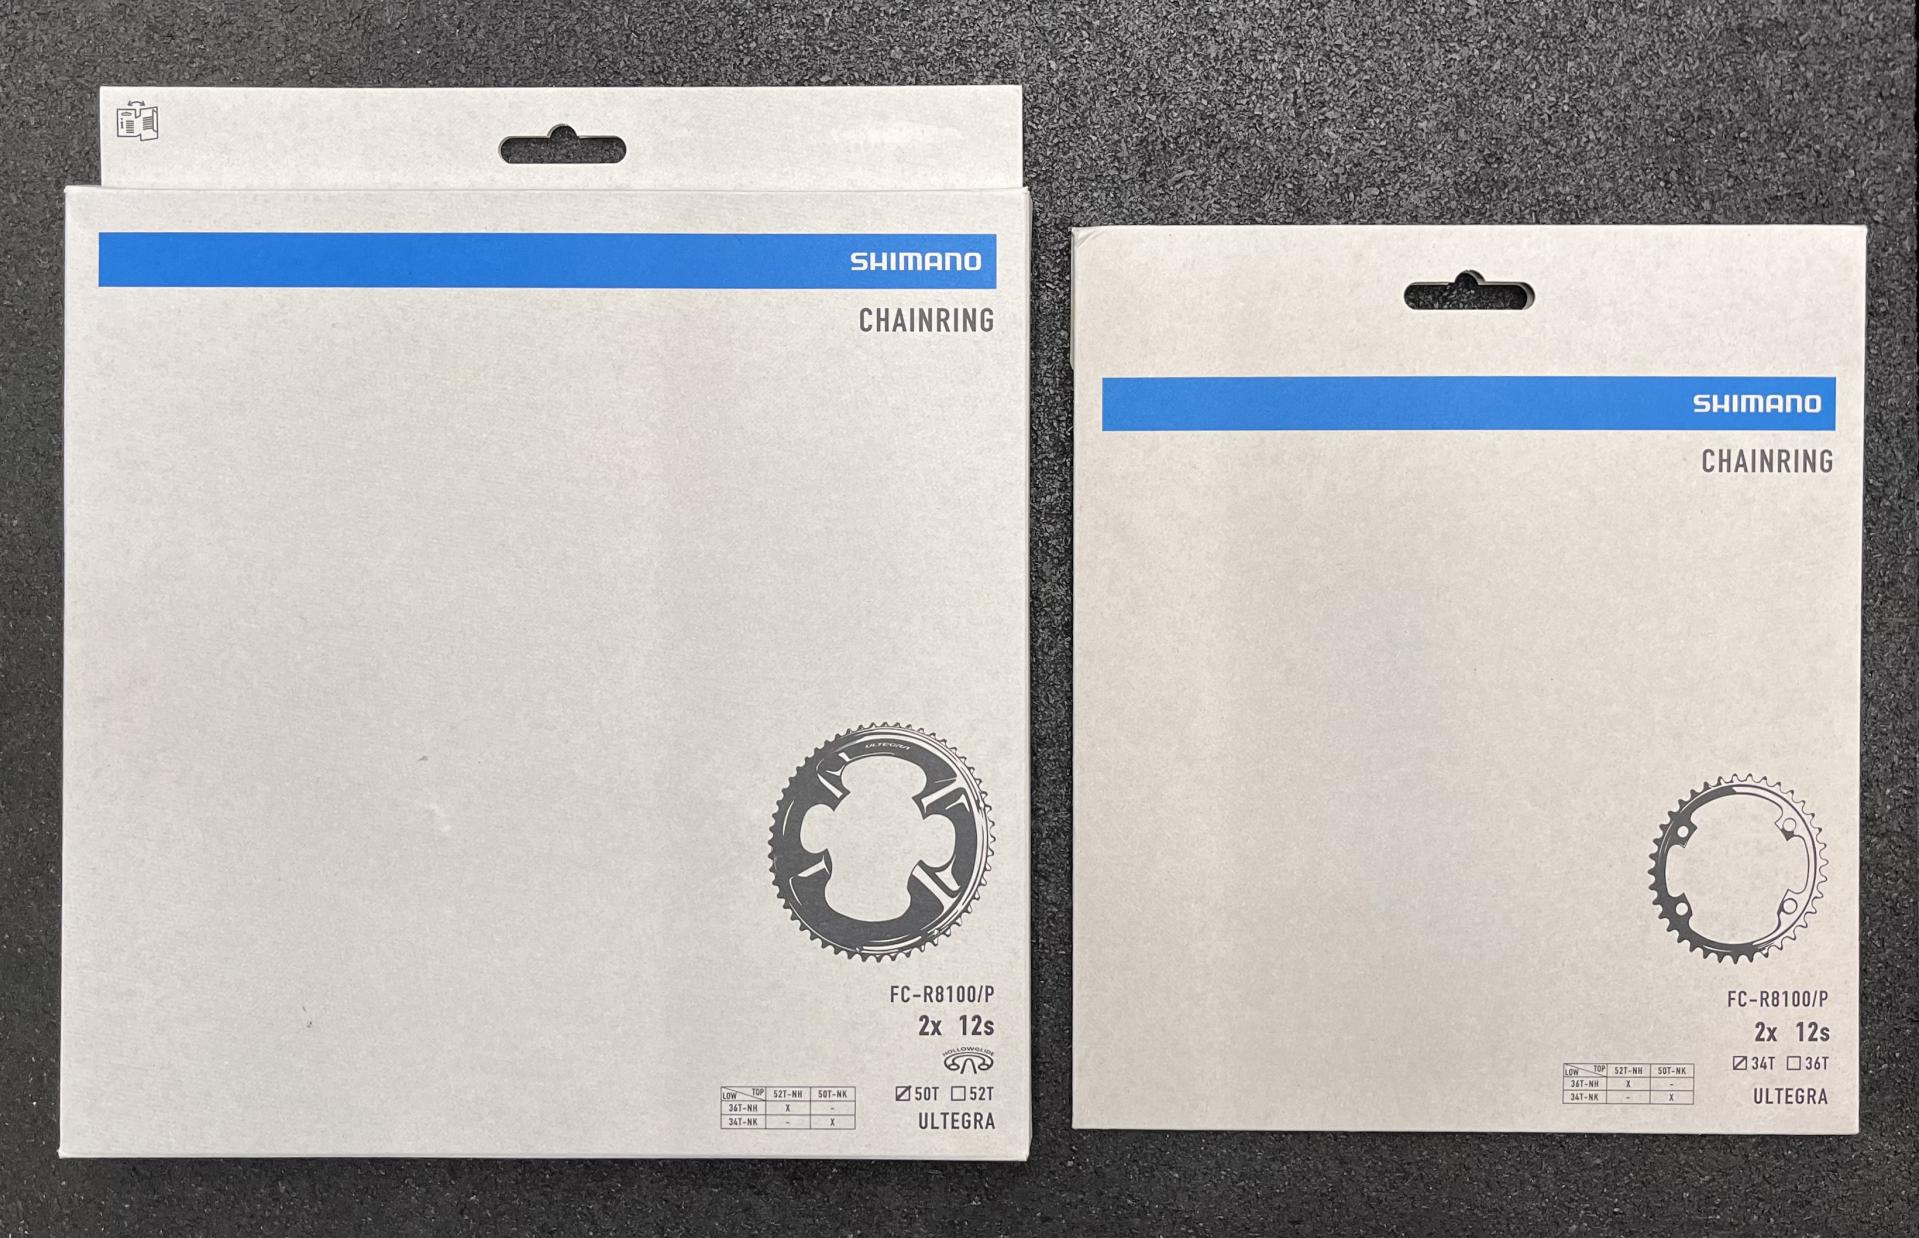 SHIMANO
CHAINRING
ULTEGRA
FC-R8100/P
2x 12s
HOLLOWGLIDE
50T 52T
ULTEGRA
LOW TOP 52T-NH 50T-NK
36T-NH X -
34T-NK - X
SHIMANO
CHAINRING
FC-R8100/P
2x 12s
34T 36T
ULTEGRA
LOW TOP 52T-NH 50T-NK
36T-NH X -
34T-NK - X